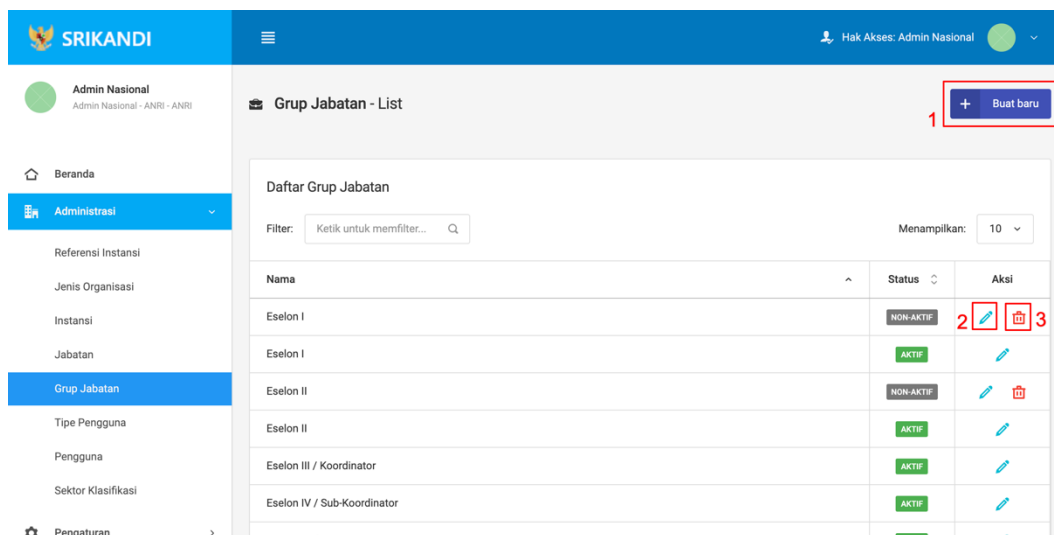 SRIKANDI
Hak Akses: Admin Nasional
Admin Nasional
Admin Nasional - ANRI - ANRI
Grup Jabatan - List
1
+ Buat baru
Beranda
Administrasi
Referensi Instansi
Jenis Organisasi
Instansi
Jabatan
Grup Jabatan
Tipe Pengguna
Pengguna
Sektor Klasifikasi
Pengaturan
Daftar Grup Jabatan
Filter: Ketik untuk memfilter... Menampilkan: 10
Nama Status Aksi
Eselon I NON-AKTIF 2 3
Eselon I AKTIF
Eselon II NON-AKTIF
Eselon II AKTIF
Eselon III / Koordinator AKTIF
Eselon IV / Sub-Koordinator AKTIF